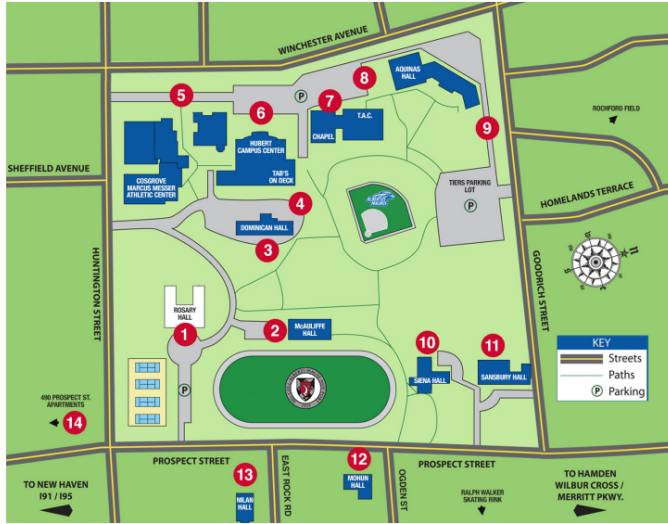 WINCHESTER AVENUE
8
AQUINAS
HALL
5
P
6
7
T.A.C.
CHAPEL
9
ROCHFORD FIELD
HUBERT
CAMPUS CENTER
TAB'S
ON DECK
SHEFFIELD AVENUE
COSGROVE
MARCUS MESSER
ATHLETIC CENTER
TIERS PARKING
LOT
P
HOMELANDS TERRACE
4
DOMINICAN HALL
3
HUNTINGTON STREET
GOODRICH STREET
ROSARY
HALL
1
2
McAULIFFE
HALL
10
SIENA HALL
11
SANSBURY HALL
KEY
Streets
Paths
P Parking
P
490 PROSPECT ST.
APARTMENTS
14
PROSPECT STREET
PROSPECT STREET
TO NEW HAVEN
I91 / I95
13
NILAN
HALL
EAST ROCK RD
12
MOHUN
HALL
OGDEN ST
RALPH WALKER
SKATING RINK
TO HAMDEN
WILBUR CROSS /
MERRITT PKWY.